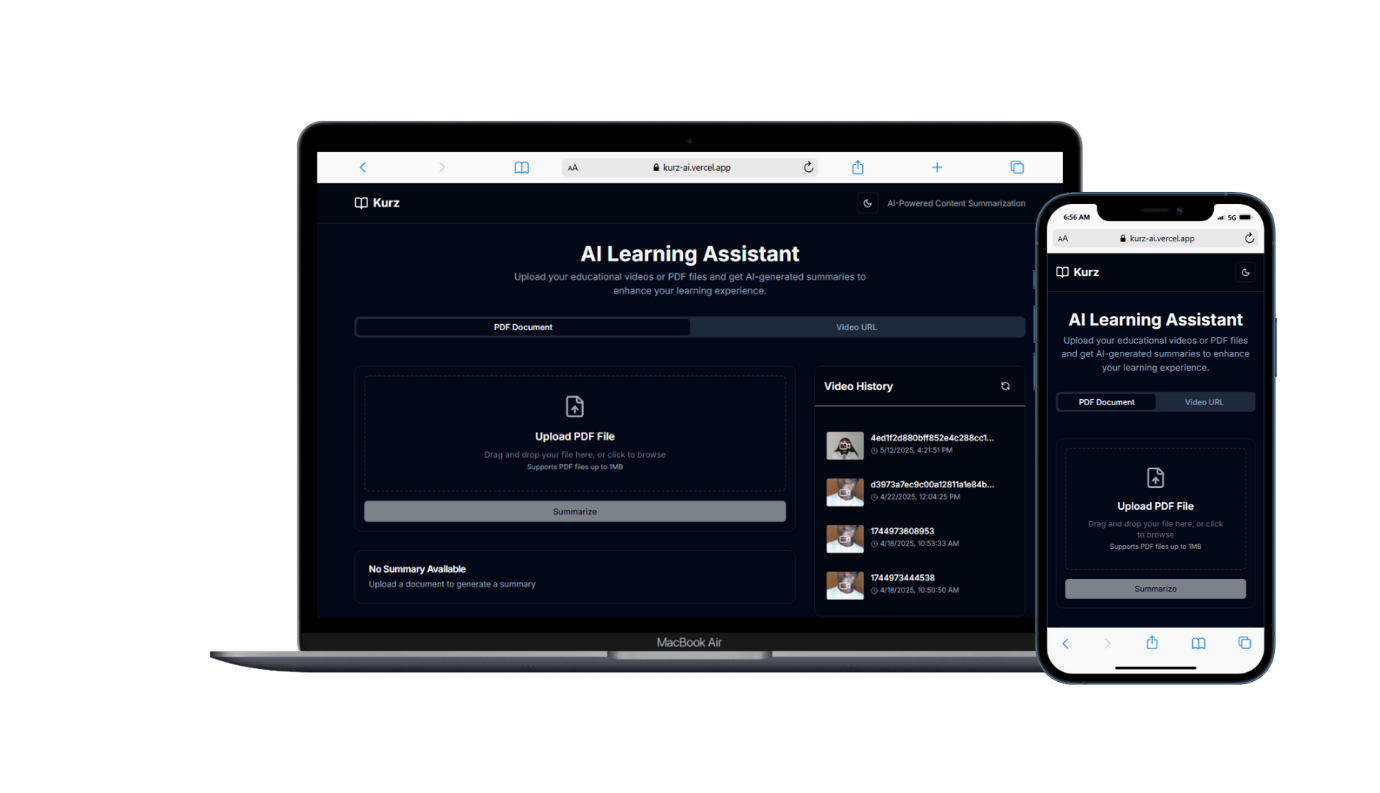 AA
kurz-ai.vercel.app
Kurz
AI-Powered Content Summarization
AI Learning Assistant
Upload your educational videos or PDF files and get AI-generated summaries to
enhance your learning experience.
PDF Document
Video URL
Upload PDF File
Drag and drop your file here, or click to browse
Supports PDF files up to 1MB
Summarize
No Summary Available
Upload a document to generate a summary
Video History
4ed1f2d880bff852e4c288cc1...
5/12/2025, 4:21:51 PM
d3973a7ec9c00a12811a1e84b...
4/22/2025, 12:04:25 PM
1744973608953
4/18/2025, 10:53:33 AM
1744973444538
4/18/2025, 10:50:50 AM
MacBook Air
6:56 AM
5G
AA
kurz-ai.vercel.app
Kurz
AI Learning Assistant
Upload your educational videos or PDF files
and get AI-generated summaries to enhance
your learning experience.
PDF Document
Video URL
Upload PDF File
Drag and drop your file here, or click
to browse
Supports PDF files up to 1MB
Summarize